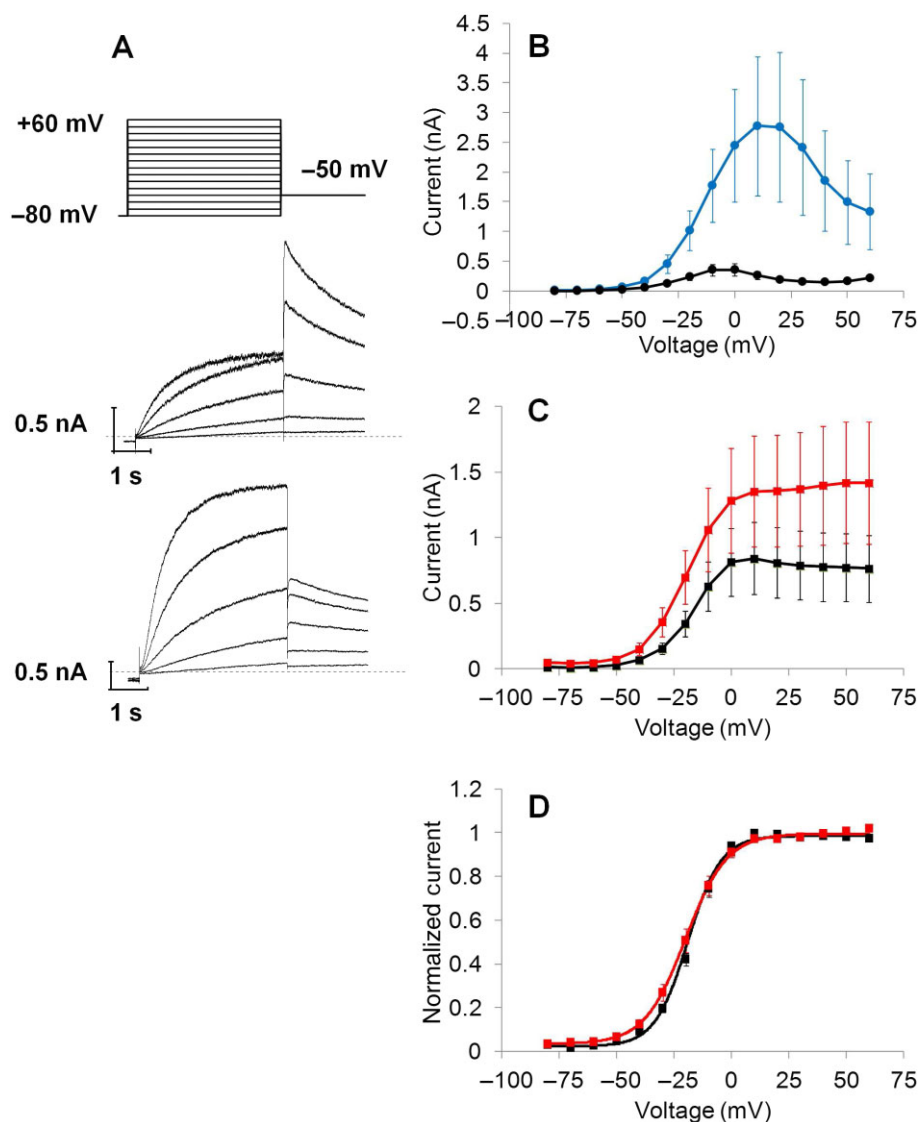 A
+60 mV
–50 mV
–80 mV
0.5 nA
1 s
0.5 nA
1 s
B
4.5
4
3.5
3
2.5
2
1.5
1
0.5
0
–0.5
Current (nA)
–100 –75 –50 –25 0 25 50 75
Voltage (mV)
C
2
1.5
1
0.5
0
Current (nA)
–100 –75 –50 –25 0 25 50 75
Voltage (mV)
D
1.2
1
0.8
0.6
0.4
0.2
0
Normalized current
–100 –75 –50 –25 0 25 50 75
Voltage (mV)